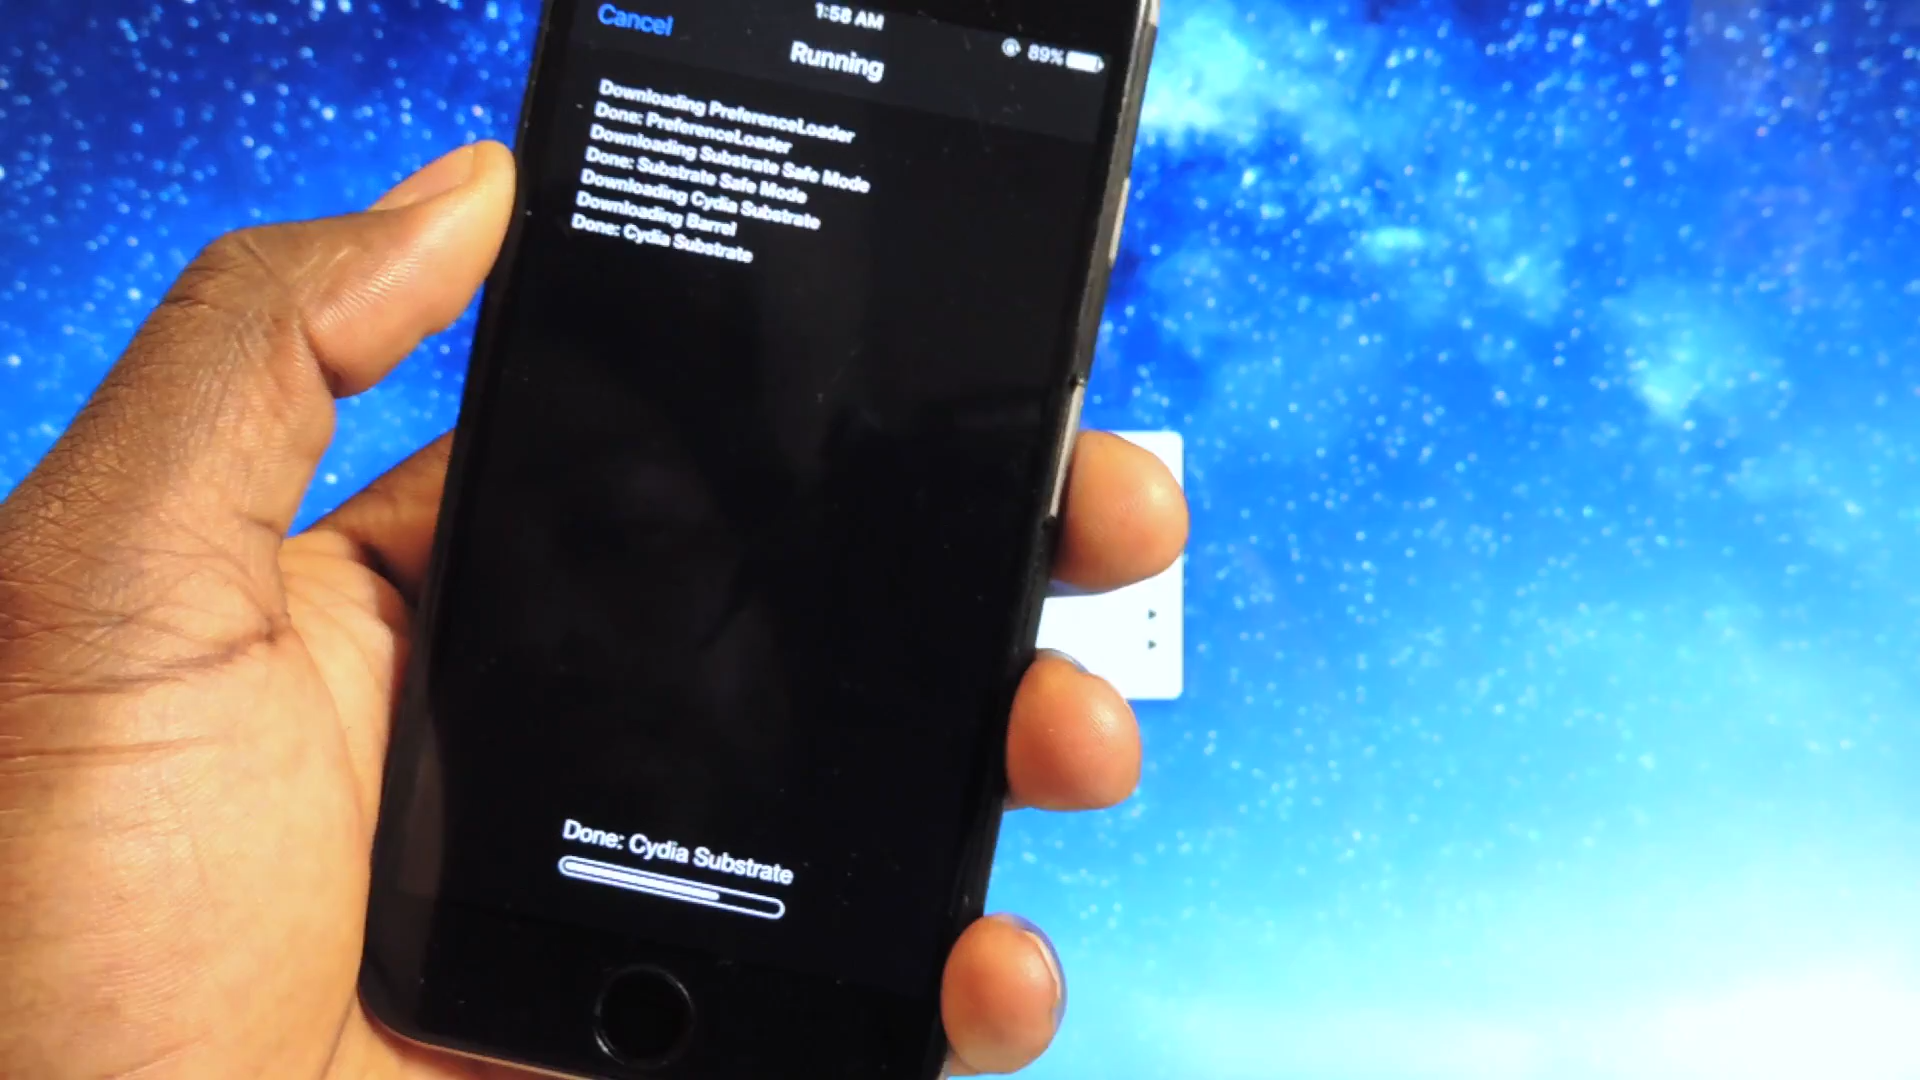 1:58 AM
89%
Cancel
Running
Downloading PreferenceLoader
Done: PreferenceLoader
Downloading Substrate Safe Mode
Done: Substrate Safe Mode
Downloading Cydia Substrate
Downloading Barrel
Done: Cydia Substrate
Done: Cydia Substrate